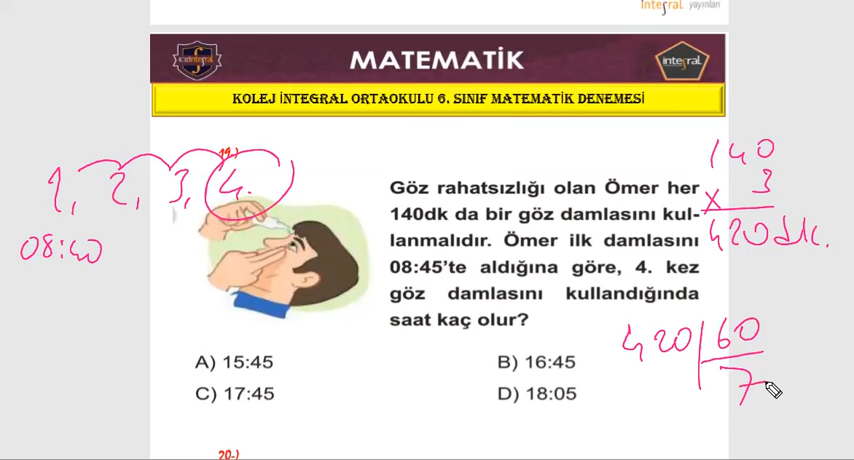 integral yayınları
MATEMATİK
integral
KOLEJ İNTEGRAL ORTAOKULU 6. SINIF MATEMATİK DENEMESİ
19-)
1, 2, 3, 4.
08:40
Göz rahatsızlığı olan Ömer her
140dk da bir göz damlasını kul-
lanmalıdır. Ömer ilk damlasını
08:45'te aldığına göre, 4. kez
göz damlasını kullandığında
saat kaç olur?
140
x 3
420dk.
420 60
7
A) 15:45
B) 16:45
C) 17:45
D) 18:05
20-)